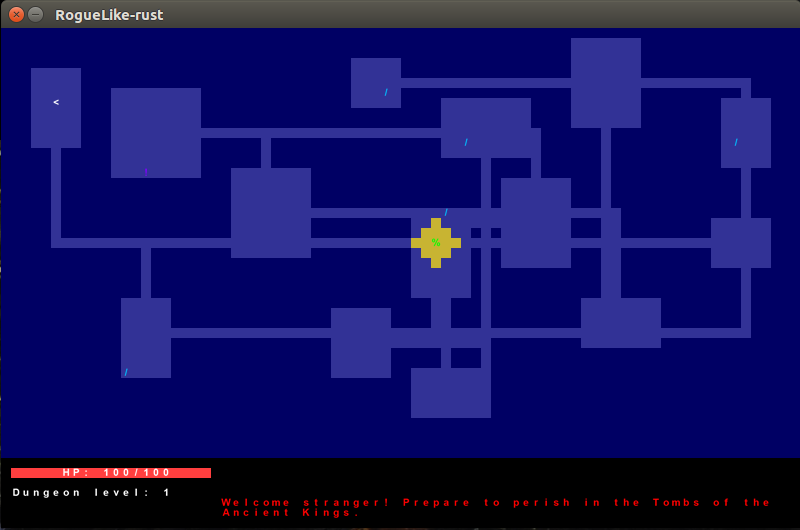 RogueLike-rust
/
<
/
/
/
/
/
%
/
HP: 100/100
Dungeon level: 1
Welcome stranger! Prepare to perish in the Tombs of the
Ancient Kings.